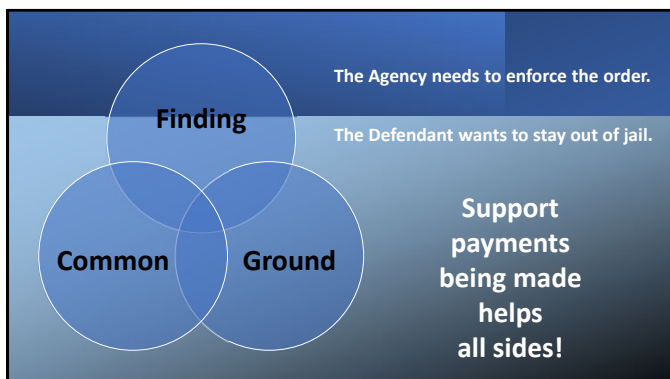 The Agency needs to enforce the order.
Finding
The Defendant wants to stay out of jail.
Common
Ground
Support
payments
being made
helps
all sides!